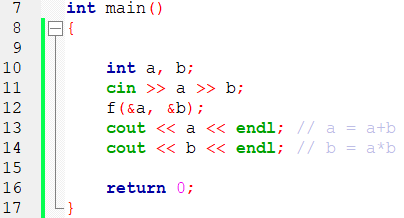 7 int main()
8 {
9
10 int a, b;
11 cin >> a >> b;
12 f(&a, &b);
13 cout << a << endl; // a = a+b
14 cout << b << endl; // b = a*b
15
16 return 0;
17 }